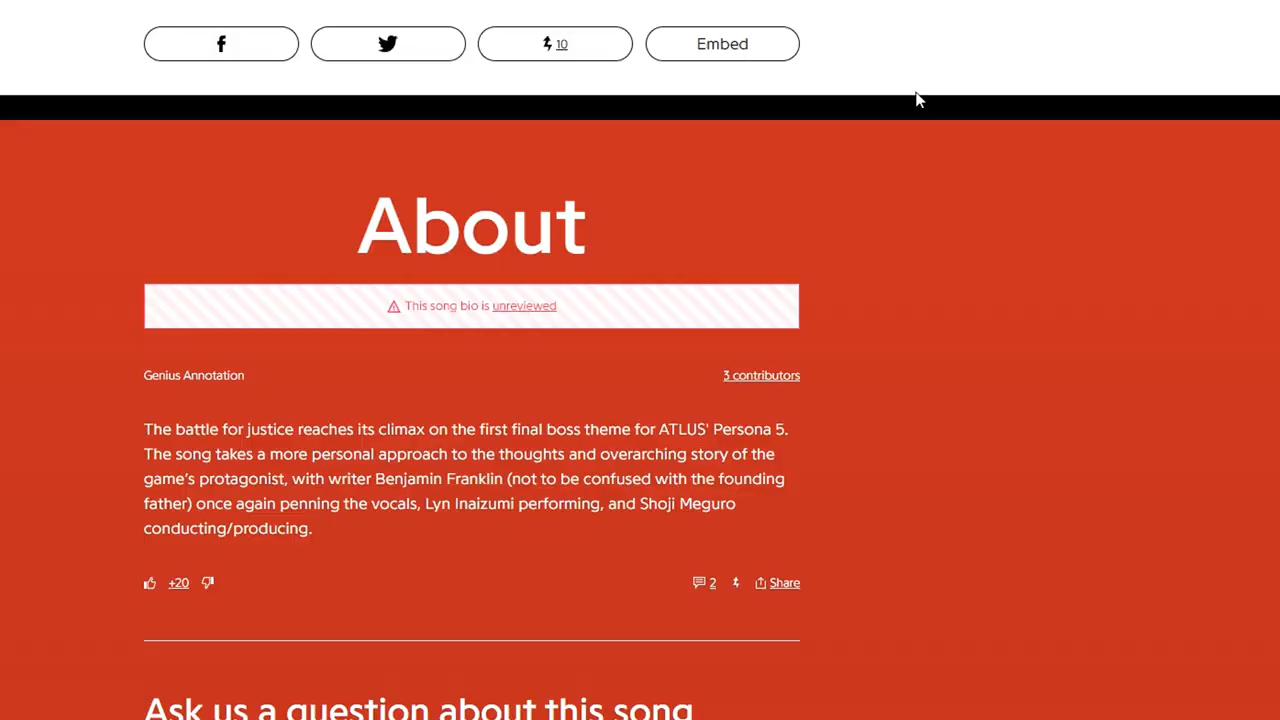 10
Embed
About
This song bio is unreviewed
Genius Annotation
3 contributors
The battle for justice reaches its climax on the first final boss theme for ATLUS' Persona 5.
The song takes a more personal approach to the thoughts and overarching story of the
game's protagonist, with writer Benjamin Franklin (not to be confused with the founding
father) once again penning the vocals, Lyn Inaizumi performing, and Shoji Meguro
conducting/producing.
+20
2
Share
Ask us a question about this song